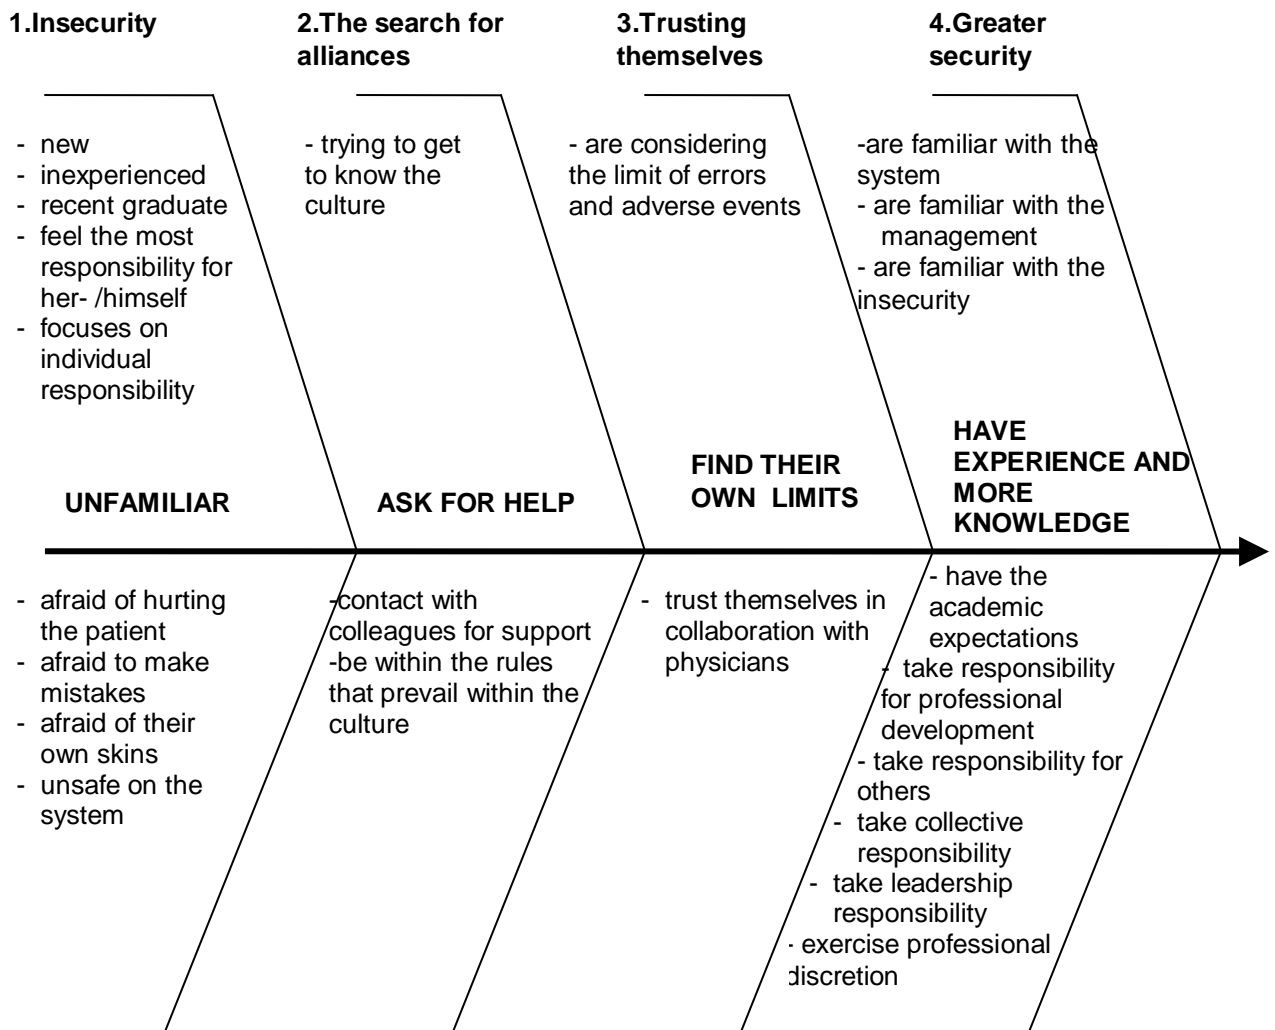 1.Insecurity
- new
- inexperienced
- recent graduate
- feel the most
responsibility for
her- /himself
- focuses on
individual
responsibility
UNFAMILIAR
- afraid of hurting
the patient
- afraid to make
mistakes
- afraid of their
own skins
- unsafe on the
system
2.The search for
alliances
- trying to get
to know the
culture
ASK FOR HELP
-contact with
colleagues for support
-be within the rules
that prevail within the
culture
3.Trusting
themselves
- are considering
the limit of errors
and adverse events
FIND THEIR
OWN LIMITS
- trust themselves in
collaboration with
physicians
4.Greater
security
-are familiar with the
system
- are familiar with the
management
- are familiar with the
insecurity
HAVE
EXPERIENCE AND
MORE
KNOWLEDGE
- have the
academic
expectations
- take responsibility
for professional
development
- take responsibility for
others
- take collective
responsibility
- take leadership
responsibility
- exercise professional
discretion